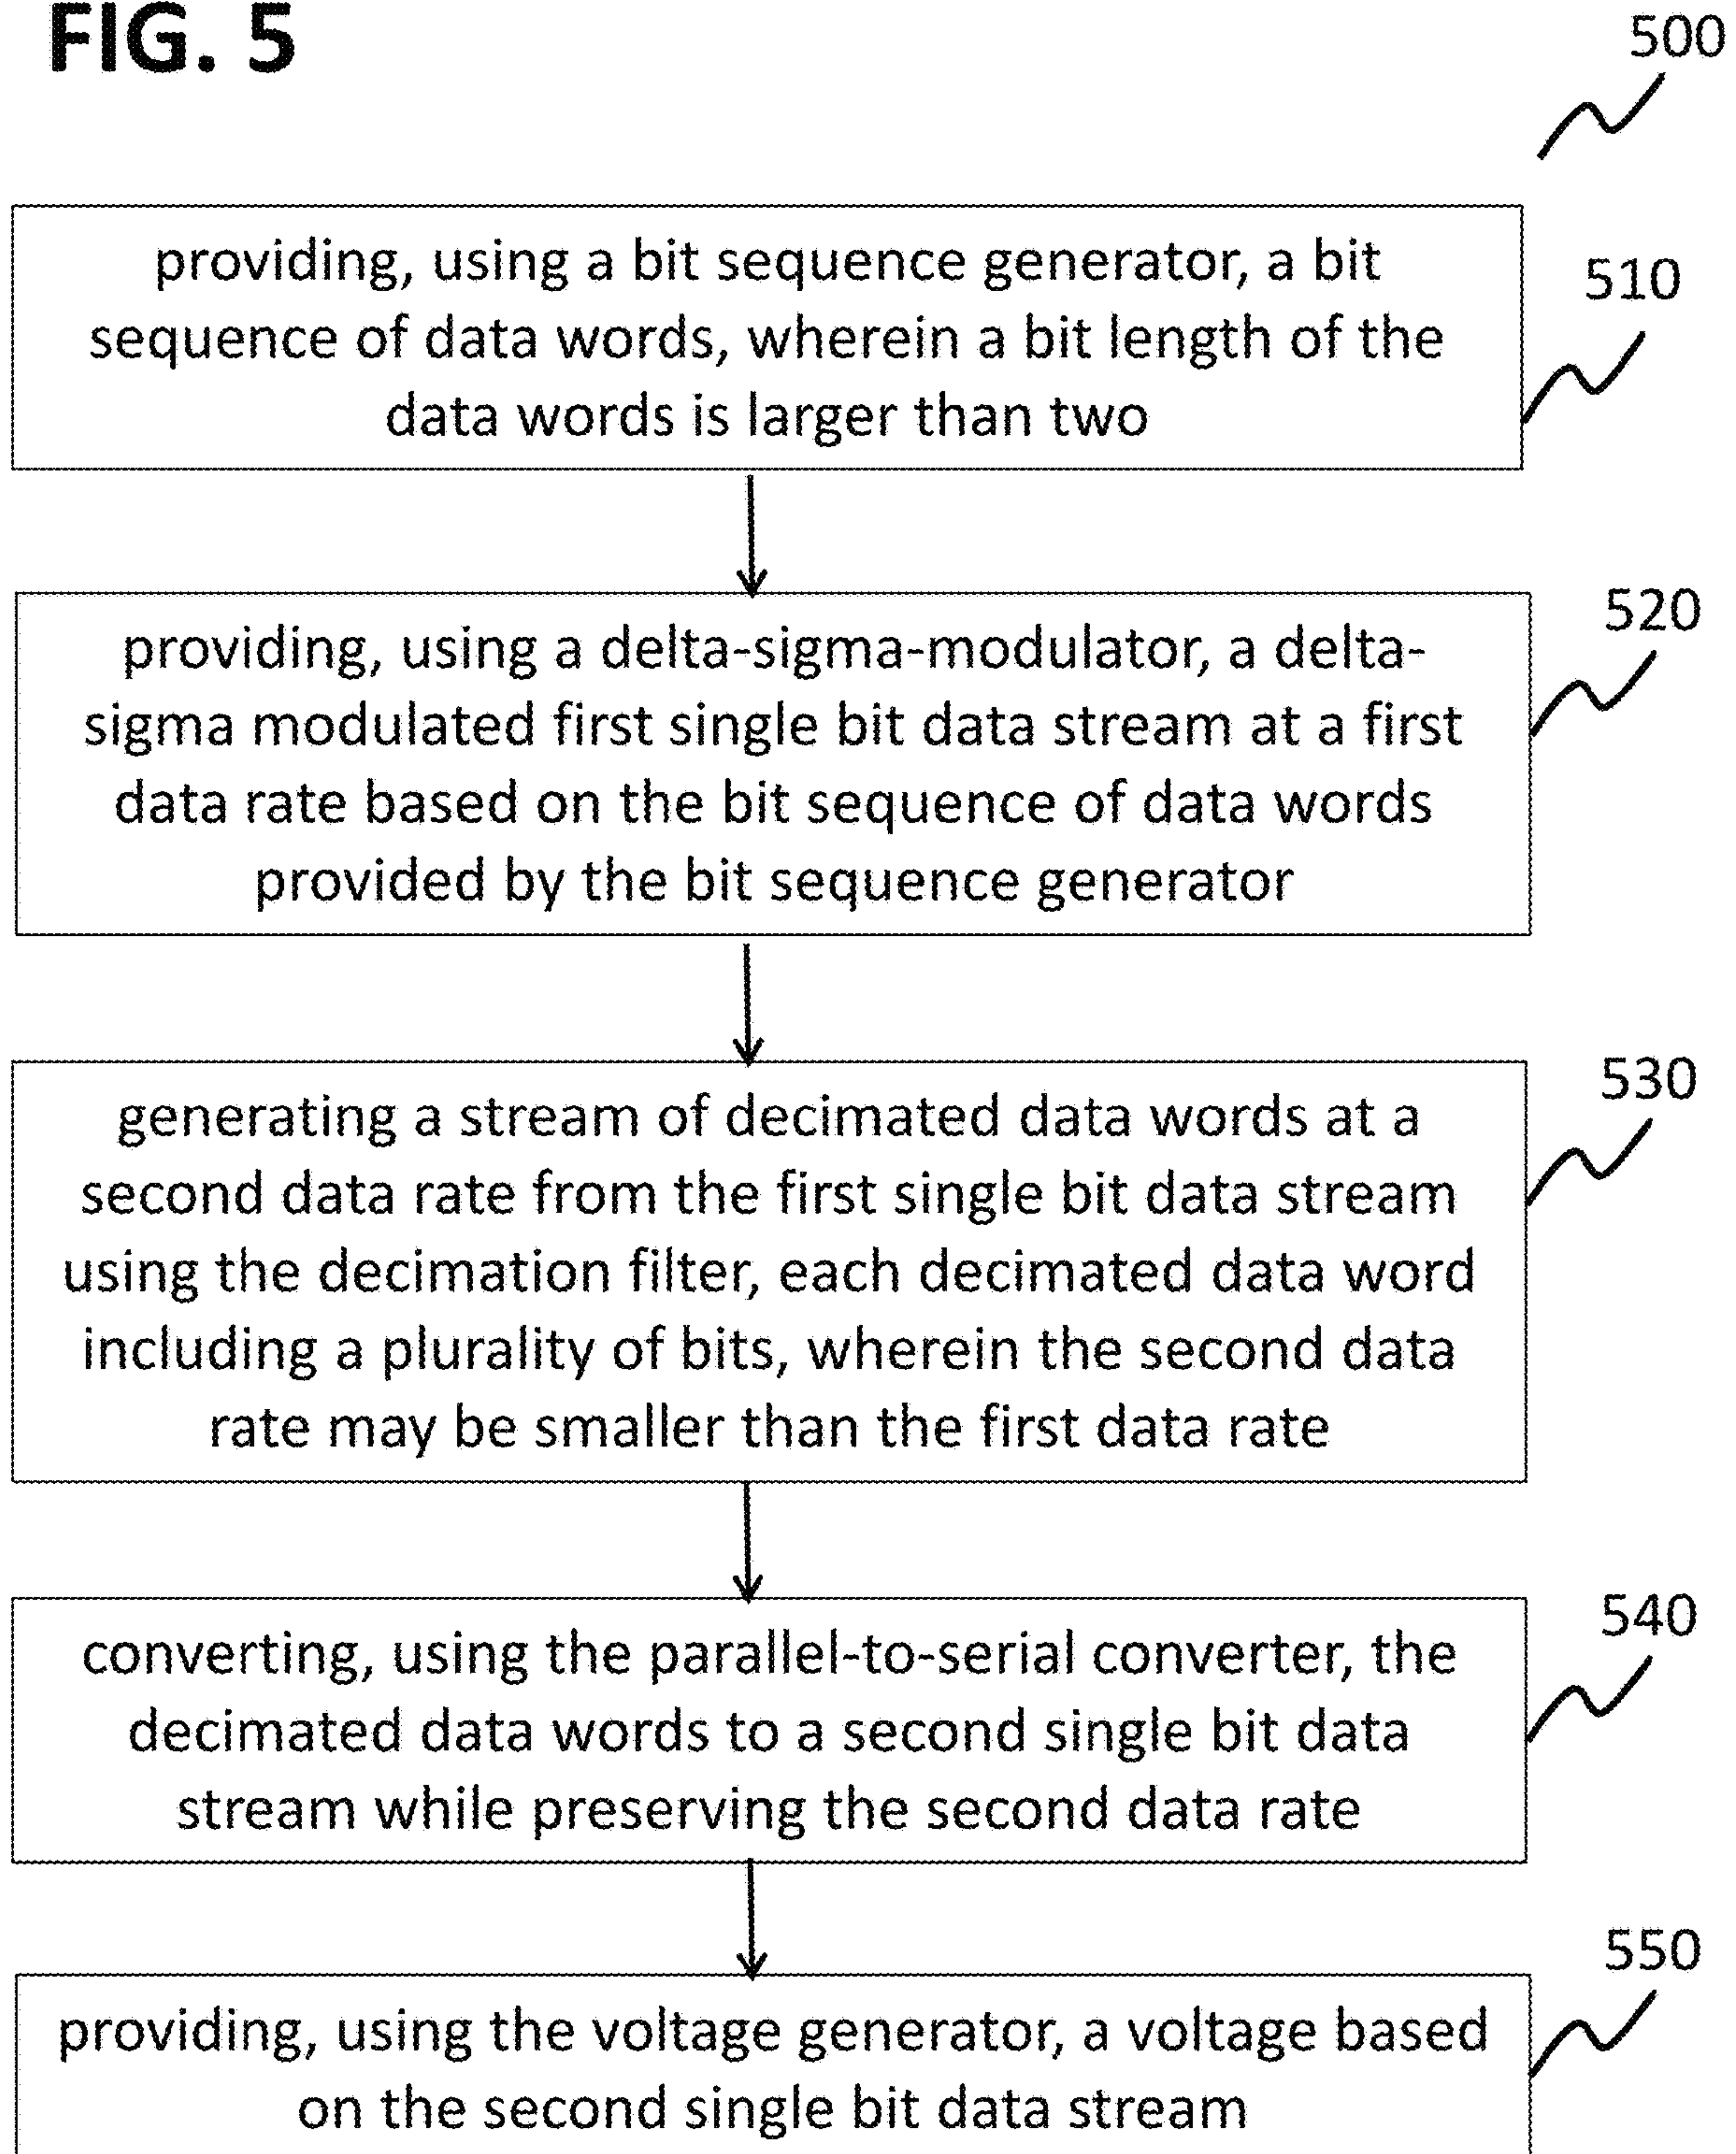 FIG. 5
500
providing, using a bit sequence generator, a bit
sequence of data words, wherein a bit length of the
data words is larger than two
510
providing, using a delta-sigma-modulator, a delta-
sigma modulated first single bit data stream at a first
data rate based on the bit sequence of data words
provided by the bit sequence generator
520
generating a stream of decimated data words at a
second data rate from the first single bit data stream
using the decimation filter, each decimated data word
including a plurality of bits, wherein the second data
rate may be smaller than the first data rate
530
converting, using the parallel-to-serial converter, the
decimated data words to a second single bit data
stream while preserving the second data rate
540
providing, using the voltage generator, a voltage based
on the second single bit data stream
550